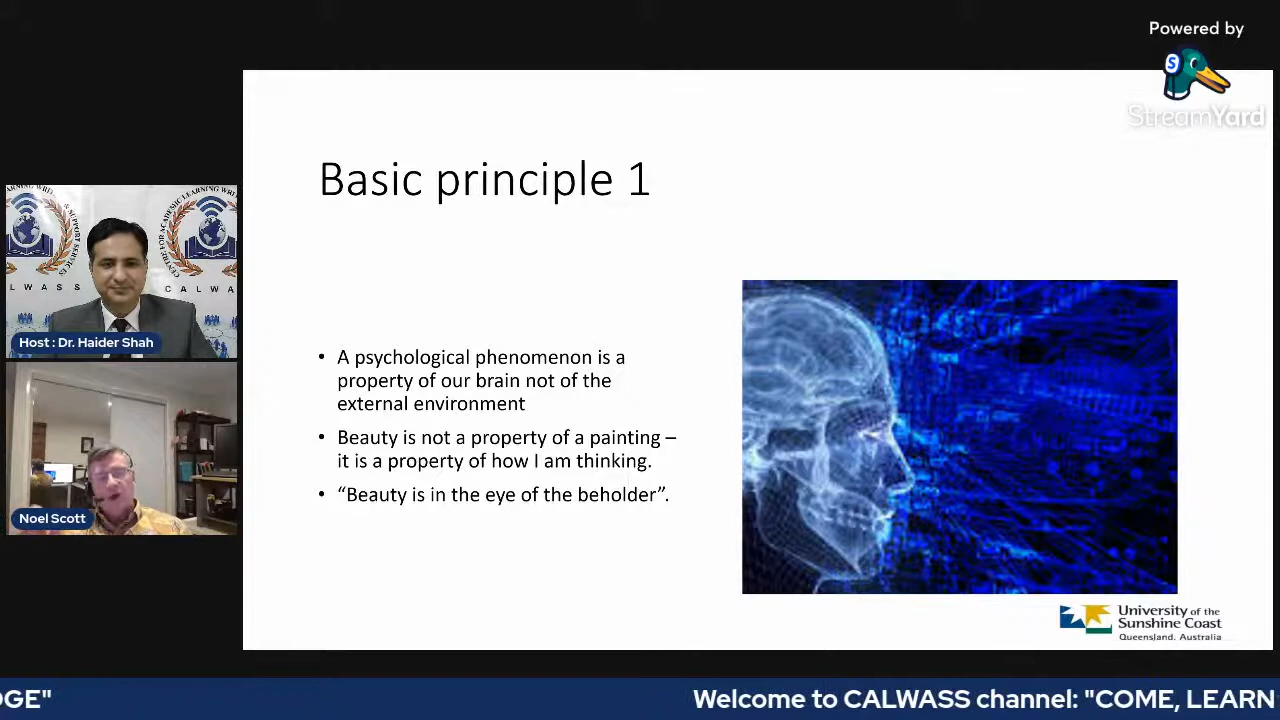 Powered by
S
StreamYard
Basic principle 1
• A psychological phenomenon is a
property of our brain not of the
external environment
• Beauty is not a property of a painting –
it is a property of how I am thinking.
• “Beauty is in the eye of the beholder”.
CALWASS
CALWASS
Host : Dr. Haider Shah
Noel Scott
University of the
Sunshine Coast
Queensland, Australia
OGE"
Welcome to CALWASS channel: "COME, LEARN